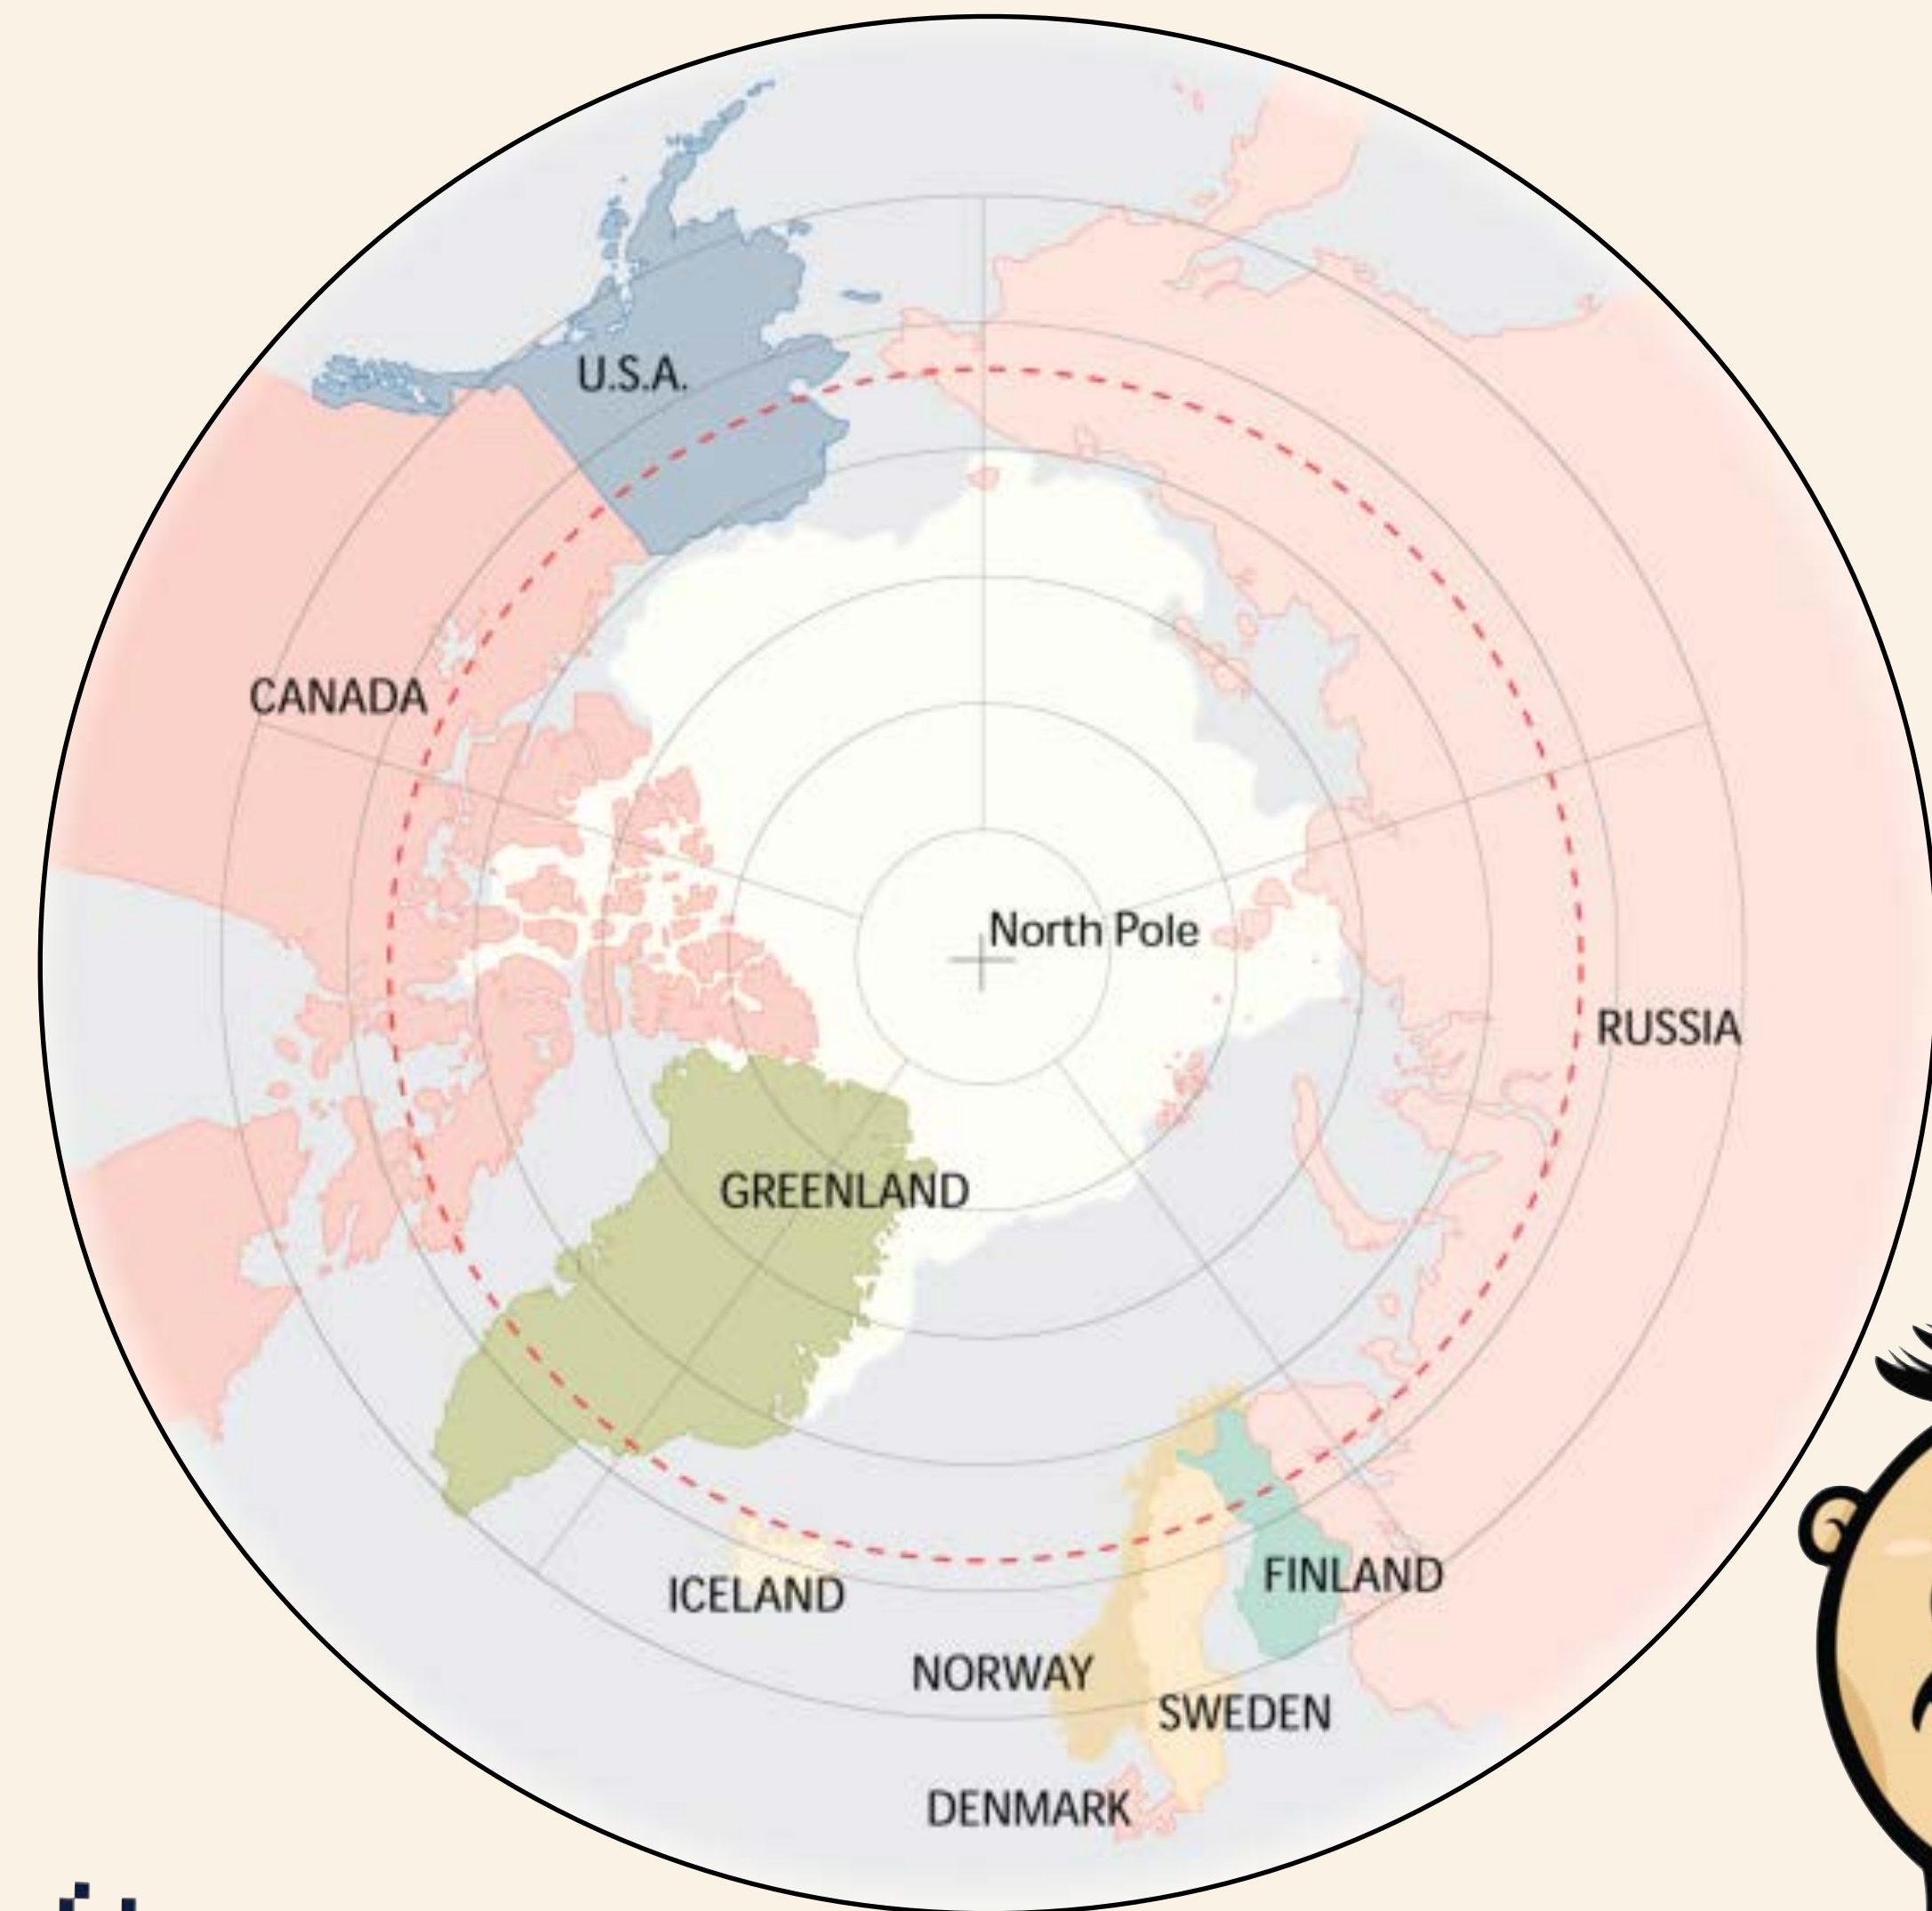 U.S.A.
CANADA
North Pole
RUSSIA
GREENLAND
FINLAND
ICELAND
NORWAY
SWEDEN
DENMARK